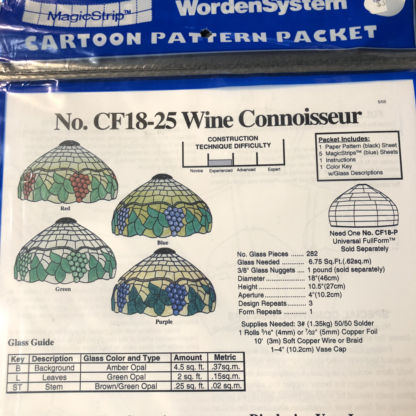 MagicStrip™
WordenSystem™
CARTOON PATTERN PACKET
No. CF18-25 Wine Connoisseur
CONSTRUCTION
TECHNIQUE DIFFICULTY
Novice Experienced Advanced Expert
Packet Includes:
1 Paper Pattern (black) Sheet
5 MagicStrips™ (blue) Sheets
1 Instructions
1 Color Key
w/Glass Descriptions
Red
Blue
Green
Purple
Need One No. CF18-P
Universal FullForm™
Sold Separately
No. Glass Pieces ....... 282
Glass Needed ............ 6.75 Sq.Ft.(.62sq.m)
3/8" Glass Nuggets .... 1 pound (sold separately)
Diameter .................... 18"(46cm)
Height ........................ 10.5"(27cm)
Aperture ..................... 4"(10.2cm)
Design Repeats ......... 3
Form Repeats ............ 1
Supplies Needed: 3# (1.35kg) 50/50 Solder
1 Rolls 3/16" (4mm) or 7/32" (5mm) Copper Foil
10' (3m) Soft Copper Wire or Braid
1–4" (10.2cm) Vase Cap
Glass Guide
Key Description Glass Color and Type Amount Metric
B Background Amber Opal 4.5 sq. ft. .37sq.m.
L Leaves Green Opal 2 sq. ft. .15sq.m.
ST Stem Brown/Green Opal .25 sq. ft. .02 sq.m.